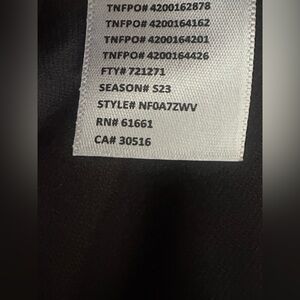 TNFPO# 4200162878
TNFPO# 4200164162
TNFPO# 4200164201
TNFPO# 4200164426
FTY# 721271
SEASON# S23
STYLE# NF0A7ZWV
RN# 61661
CA# 30516